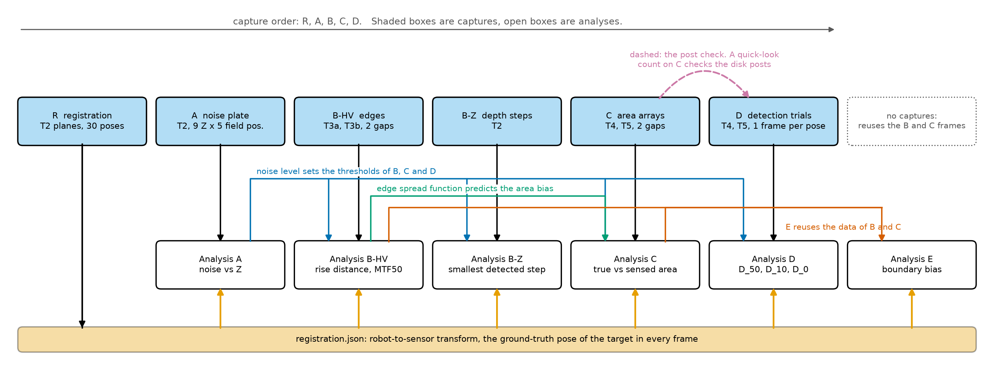 capture order: R, A, B, C, D.   Shaded boxes are captures, open boxes are analyses.
dashed: the post check. A quick-look
count on C checks the disk posts
R  registration
T2 planes, 30 poses
A  noise plate
T2, 9 Z x 5 field pos.
B-HV  edges
T3a, T3b, 2 gaps
B-Z  depth steps
T2
C  area arrays
T4, T5, 2 gaps
D  detection trials
T4, T5, 1 frame per pose
no captures:
reuses the B and C frames
noise level sets the thresholds of B, C and D
edge spread function predicts the area bias
E reuses the data of B and C
Analysis A
noise vs Z
Analysis B-HV
rise distance, MTF50
Analysis B-Z
smallest detected step
Analysis C
true vs sensed area
Analysis D
D_50, D_10, D_0
Analysis E
boundary bias
registration.json: robot-to-sensor transform, the ground-truth pose of the target in every frame